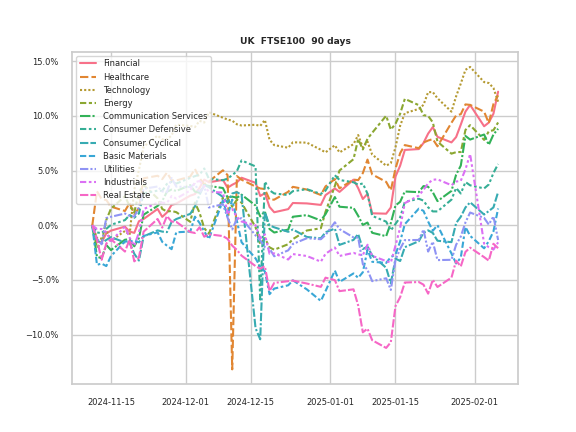 UK FTSE100 90 days
15.0%
10.0%
5.0%
0.0%
−5.0%
−10.0%
Financial
Healthcare
Technology
Energy
Communication Services
Consumer Defensive
Consumer Cyclical
Basic Materials
Utilities
Industrials
Real Estate
2024-11-15
2024-12-01
2024-12-15
2025-01-01
2025-01-15
2025-02-01